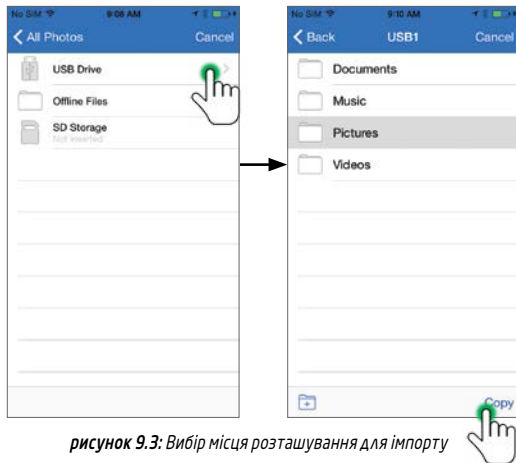 No SIM 9:08 AM
All Photos Cancel
USB Drive
Offline Files
SD Storage
Not inserted
No SIM 9:10 AM
Back USB1 Cancel
Documents
Music
Pictures
Videos
Copy
рисунок 9.3: Вибір місця розташування для імпорту